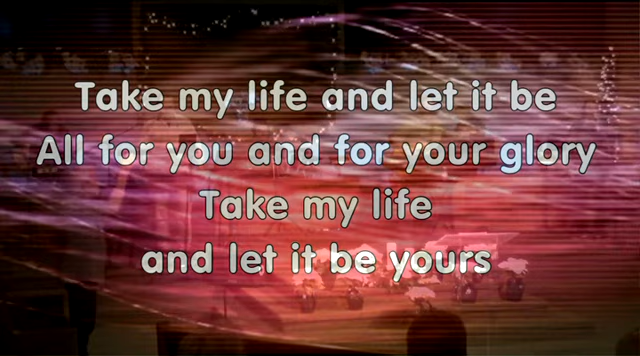 Take my life and let it be
All for you and for your glory
Take my life
and let it be yours